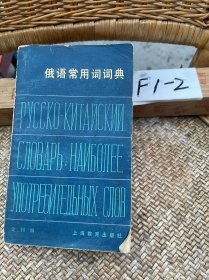 俄语常用词词典
F1-2
РУССКО-КИТАЙСКИЙ
СЛОВАРЬ·НАИБОЛЕЕ
УПОТРЕБИТЕЛЬНЫХ СЛОВ
上海教育出版社